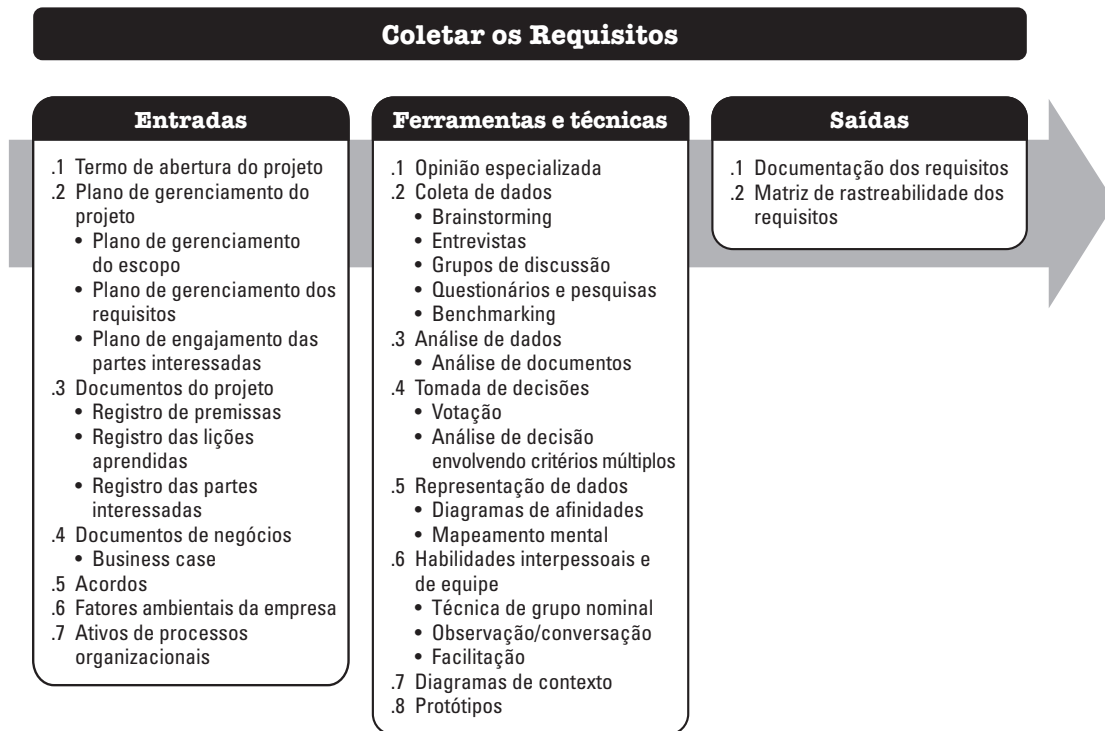 Coletar os Requisitos
Entradas
.1 Termo de abertura do projeto
.2 Plano de gerenciamento do
projeto
• Plano de gerenciamento
do escopo
• Plano de gerenciamento dos
requisitos
• Plano de engajamento das
partes interessadas
.3 Documentos do projeto
• Registro de premissas
• Registro das lições
aprendidas
• Registro das partes
interessadas
.4 Documentos de negócios
• Business case
.5 Acordos
.6 Fatores ambientais da empresa
.7 Ativos de processos
organizacionais
Ferramentas e técnicas
.1 Opinião especializada
.2 Coleta de dados
• Brainstorming
• Entrevistas
• Grupos de discussão
• Questionários e pesquisas
• Benchmarking
.3 Análise de dados
• Análise de documentos
.4 Tomada de decisões
• Votação
• Análise de decisão
envolvendo critérios múltiplos
.5 Representação de dados
• Diagramas de afinidades
• Mapeamento mental
.6 Habilidades interpessoais e
de equipe
• Técnica de grupo nominal
• Observação/conversação
• Facilitação
.7 Diagramas de contexto
.8 Protótipos
Saídas
.1 Documentação dos requisitos
.2 Matriz de rastreabilidade dos
requisitos